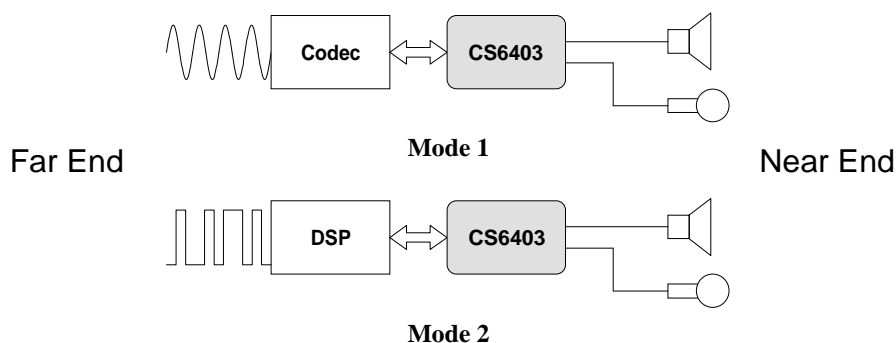 Codec
CS6403
Mode 1
Far End
Near End
DSP
CS6403
Mode 2